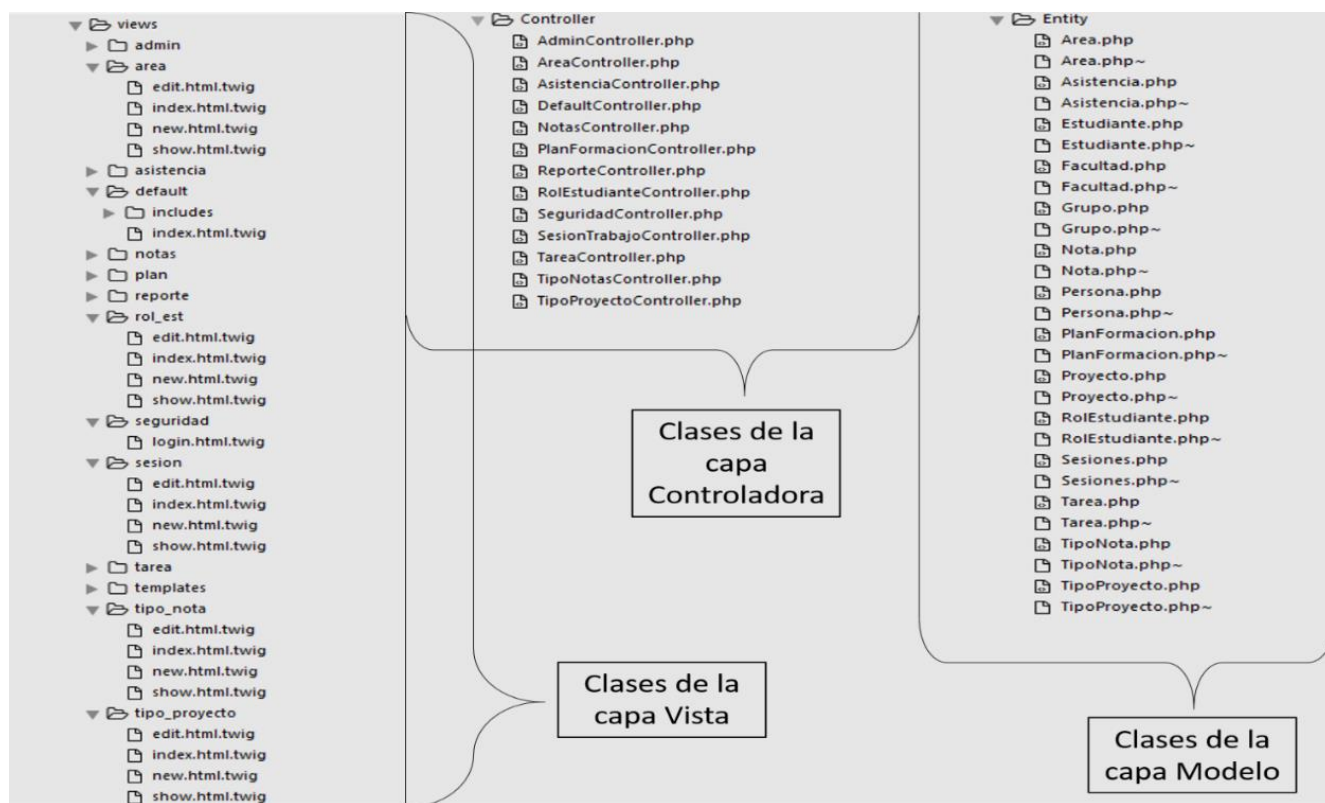 views
admin
area
edit.html.twig
index.html.twig
new.html.twig
show.html.twig
asistencia
default
includes
index.html.twig
notas
plan
reporte
rol_est
edit.html.twig
index.html.twig
new.html.twig
show.html.twig
seguridad
login.html.twig
sesion
edit.html.twig
index.html.twig
new.html.twig
show.html.twig
tarea
templates
tipo_nota
edit.html.twig
index.html.twig
new.html.twig
show.html.twig
tipo_proyecto
edit.html.twig
index.html.twig
new.html.twig
show.html.twig
Clases de la
capa Vista
Controller
AdminController.php
AreaController.php
AsistenciaController.php
DefaultController.php
NotasController.php
PlanFormacionController.php
ReporteController.php
RolEstudianteController.php
SeguridadController.php
SesionTrabajoController.php
TareaController.php
TipoNotasController.php
TipoProyectoController.php
Clases de la
capa
Controladora
Entity
Area.php
Area.php~
Asistencia.php
Asistencia.php~
Estudiante.php
Estudiante.php~
Facultad.php
Facultad.php~
Grupo.php
Grupo.php~
Nota.php
Nota.php~
Persona.php
Persona.php~
PlanFormacion.php
PlanFormacion.php~
Proyecto.php
Proyecto.php~
RolEstudiante.php
RolEstudiante.php~
Sesiones.php
Sesiones.php~
Tarea.php
Tarea.php~
TipoNota.php
TipoNota.php~
TipoProyecto.php
TipoProyecto.php~
Clases de la
capa Modelo